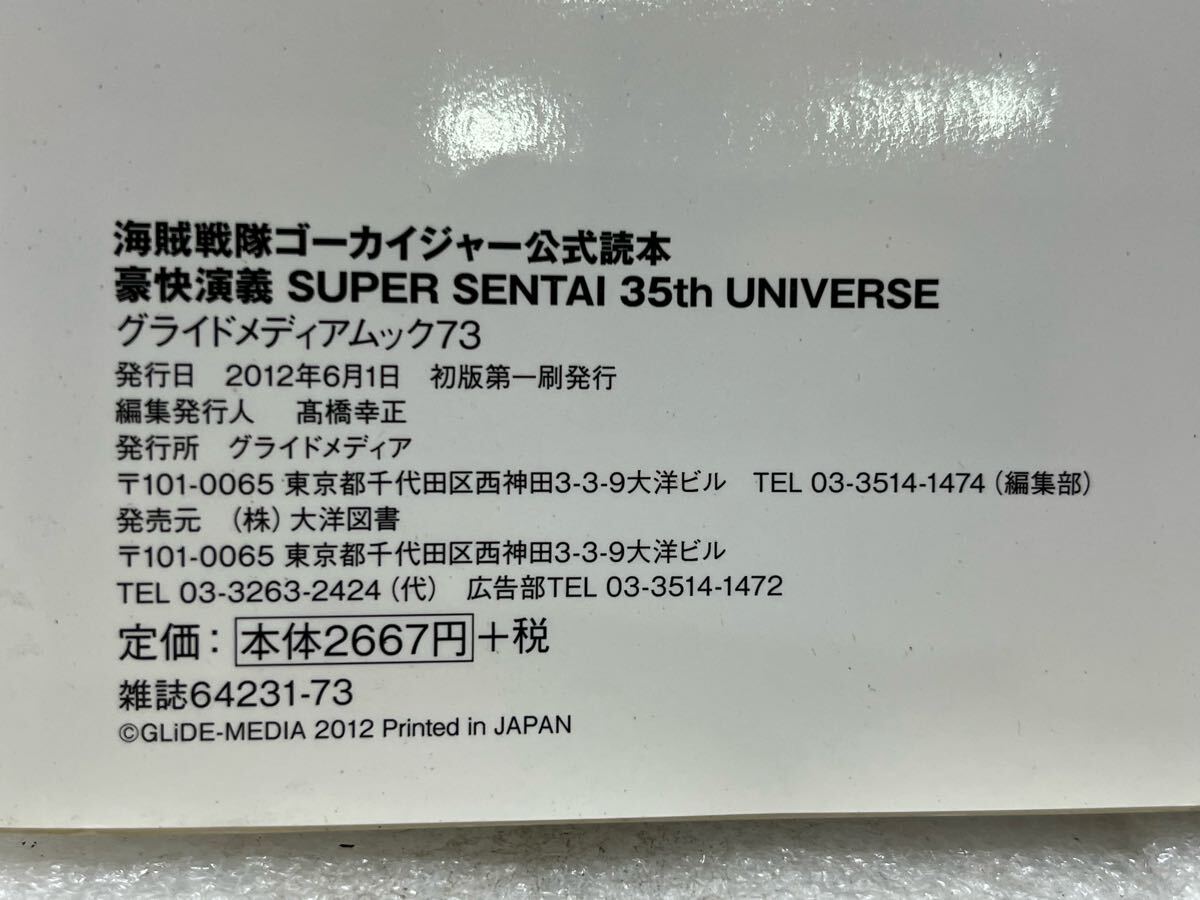 海賊戦隊ゴーカイジャー公式読本
豪快演義 SUPER SENTAI 35th UNIVERSE
グライドメディアムック73
発行日　2012年6月1日　初版第一刷発行
編集発行人　髙橋幸正
発行所　グライドメディア
〒101-0065 東京都千代田区西神田3-3-9大洋ビル　TEL 03-3514-1474（編集部）
発売元　（株）大洋図書
〒101-0065 東京都千代田区西神田3-3-9大洋ビル
TEL 03-3263-2424（代）　広告部TEL 03-3514-1472
定価：本体2667円＋税
雑誌64231-73
©GLiDE-MEDIA 2012 Printed in JAPAN